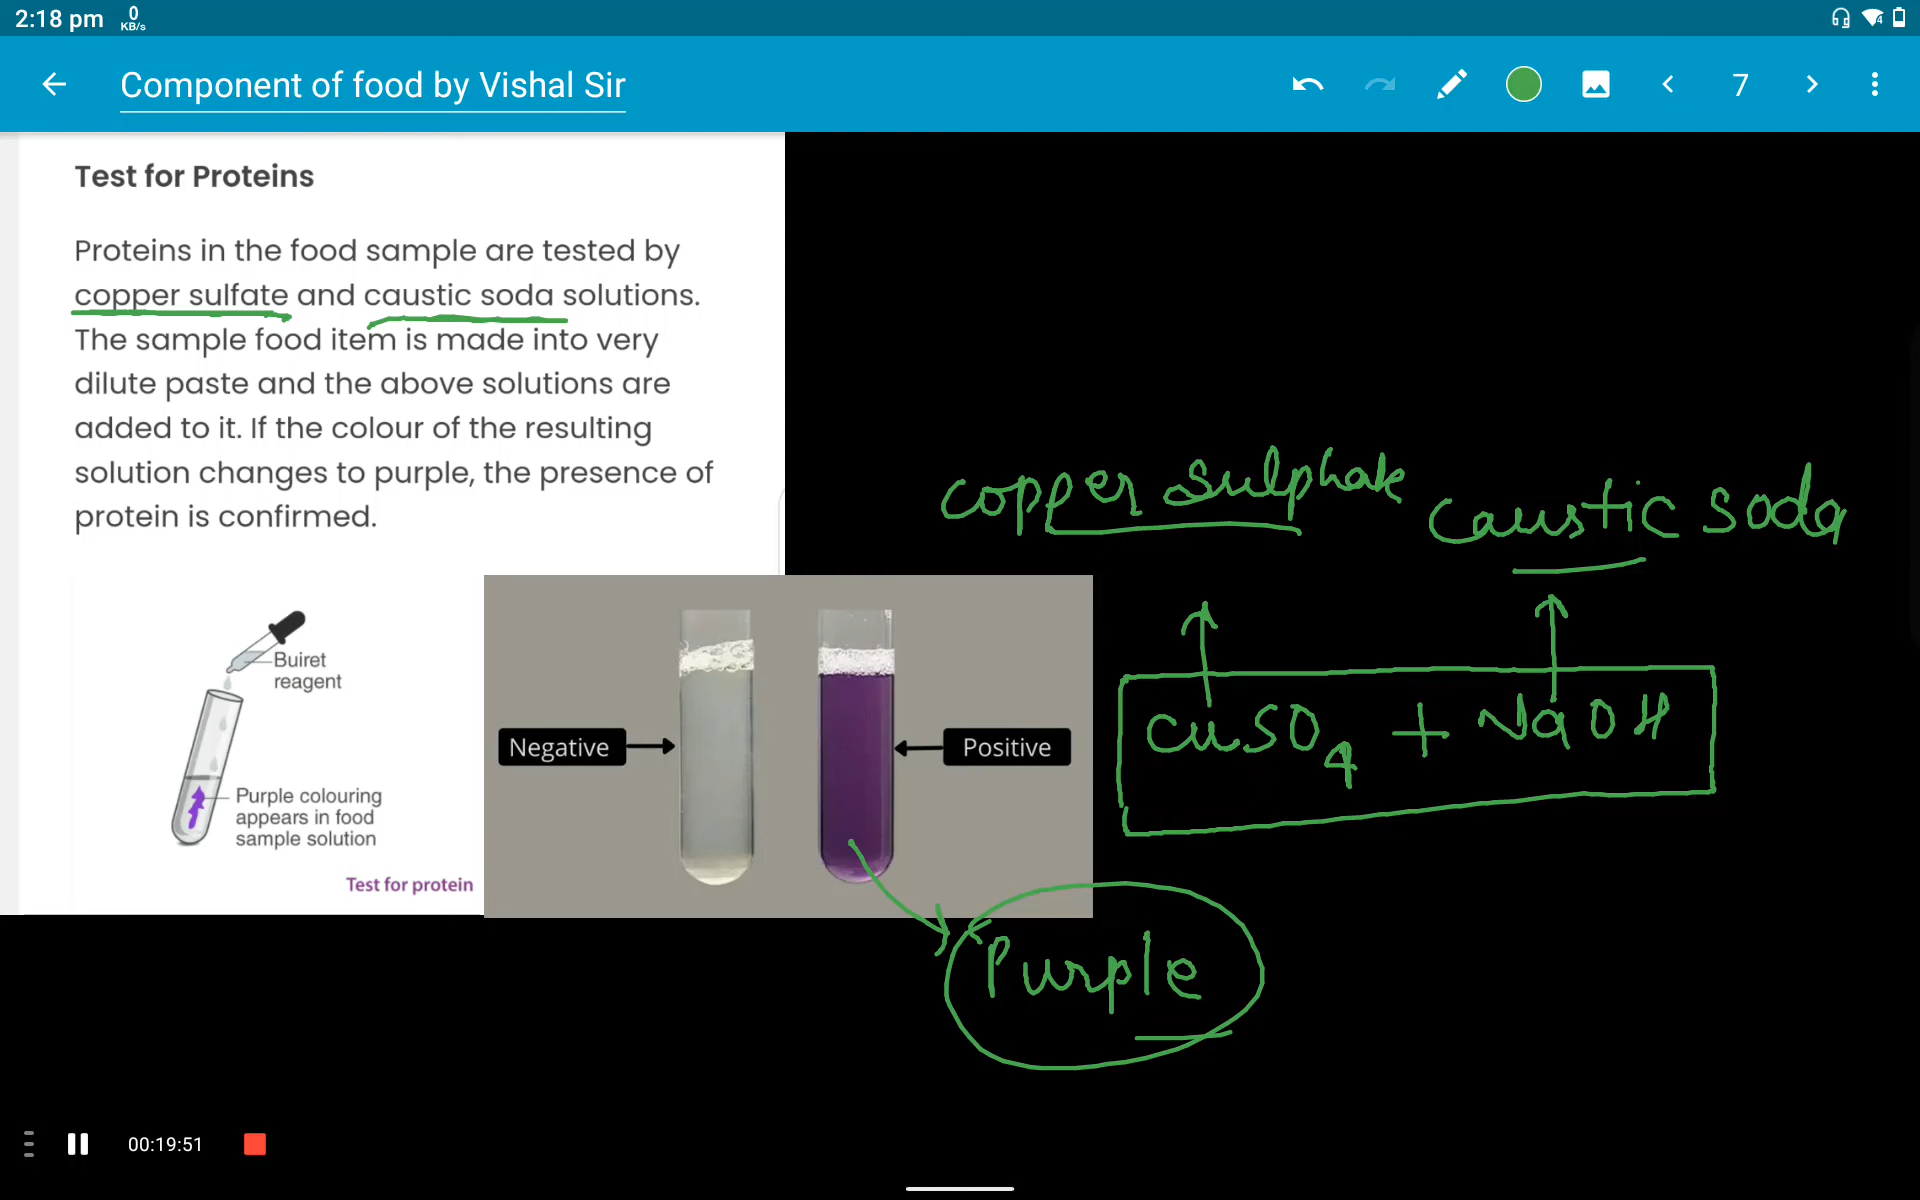 2:18 pm 0 KB/s 4
Component of food by Vishal Sir 7
Test for Proteins
Proteins in the food sample are tested by
copper sulfate and caustic soda solutions.
The sample food item is made into very
dilute paste and the above solutions are
added to it. If the colour of the resulting
solution changes to purple, the presence of
protein is confirmed.
Buiret
reagent
Purple colouring
appears in food
sample solution
Test for protein
Negative
Positive
copper sulphate
caustic soda
CuSO4 + NaOH
Purple
00:19:51